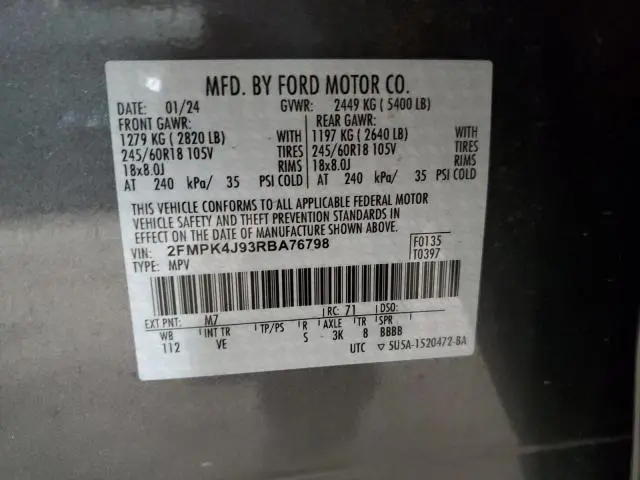 MFD. BY FORD MOTOR CO.
DATE: 01/24 GVWR: 2449 KG ( 5400 LB)
FRONT GAWR: REAR GAWR:
1279 KG ( 2820 LB) WITH 1197 KG ( 2640 LB) WITH
245/60R18 105V TIRES 245/60R18 105V TIRES
18x8.0J RIMS 18x8.0J RIMS
AT 240 kPa/ 35 PSI COLD AT 240 kPa/ 35 PSI COLD
THIS VEHICLE CONFORMS TO ALL APPLICABLE FEDERAL MOTOR
VEHICLE SAFETY AND THEFT PREVENTION STANDARDS IN
EFFECT ON THE DATE OF MANUFACTURE SHOWN ABOVE.
VIN: 2FMPK4J93RBA76798 F0135
TYPE: MPV T0397
EXT PNT: M7 RC: 71 DSO:
WB INT TR TP/PS R AXLE TR SPR
112 VE S 3K 8 BBBB
UTC ▽ 5U5A-1520472-BA